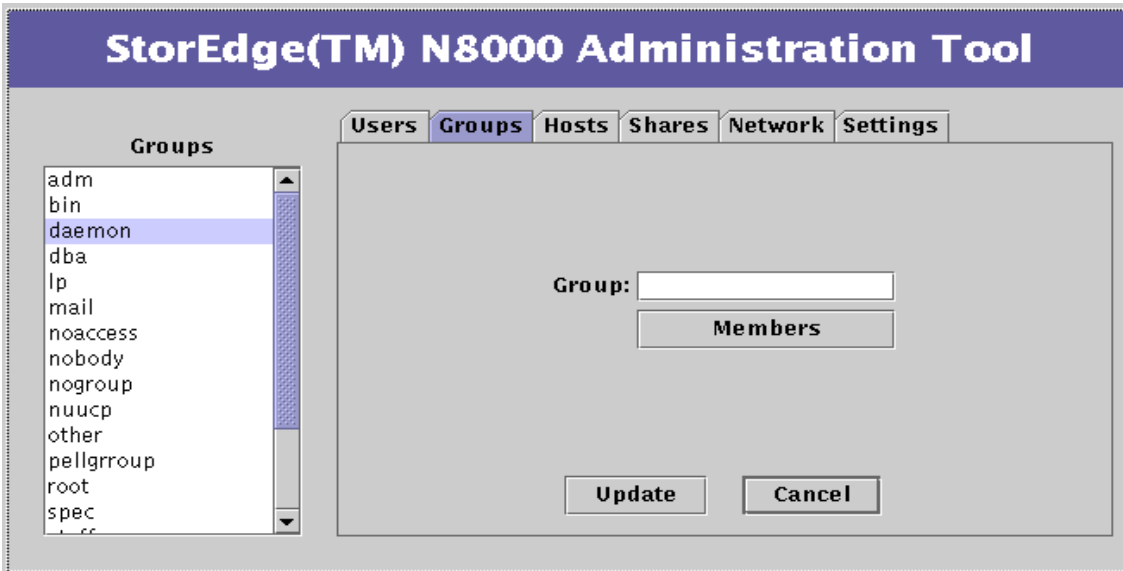 StorEdge(TM) N8000 Administration Tool
Users Groups Hosts Shares Network Settings
Groups
adm
bin
daemon
dba
lp
mail
noaccess
nobody
nogroup
nuucp
other
pellgrroup
root
spec
Group:
Members
Update Cancel